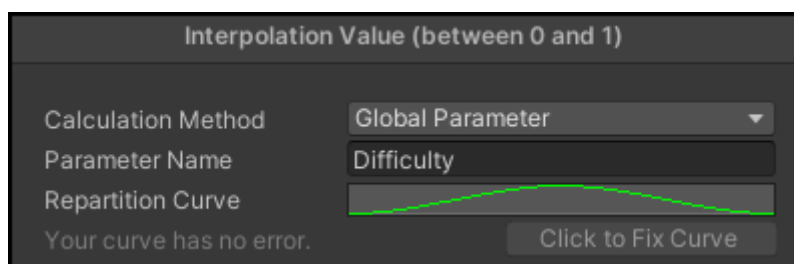 Interpolation Value (between 0 and 1)
Calculation Method Global Parameter
Parameter Name Difficulty
Repartition Curve
Your curve has no error. Click to Fix Curve